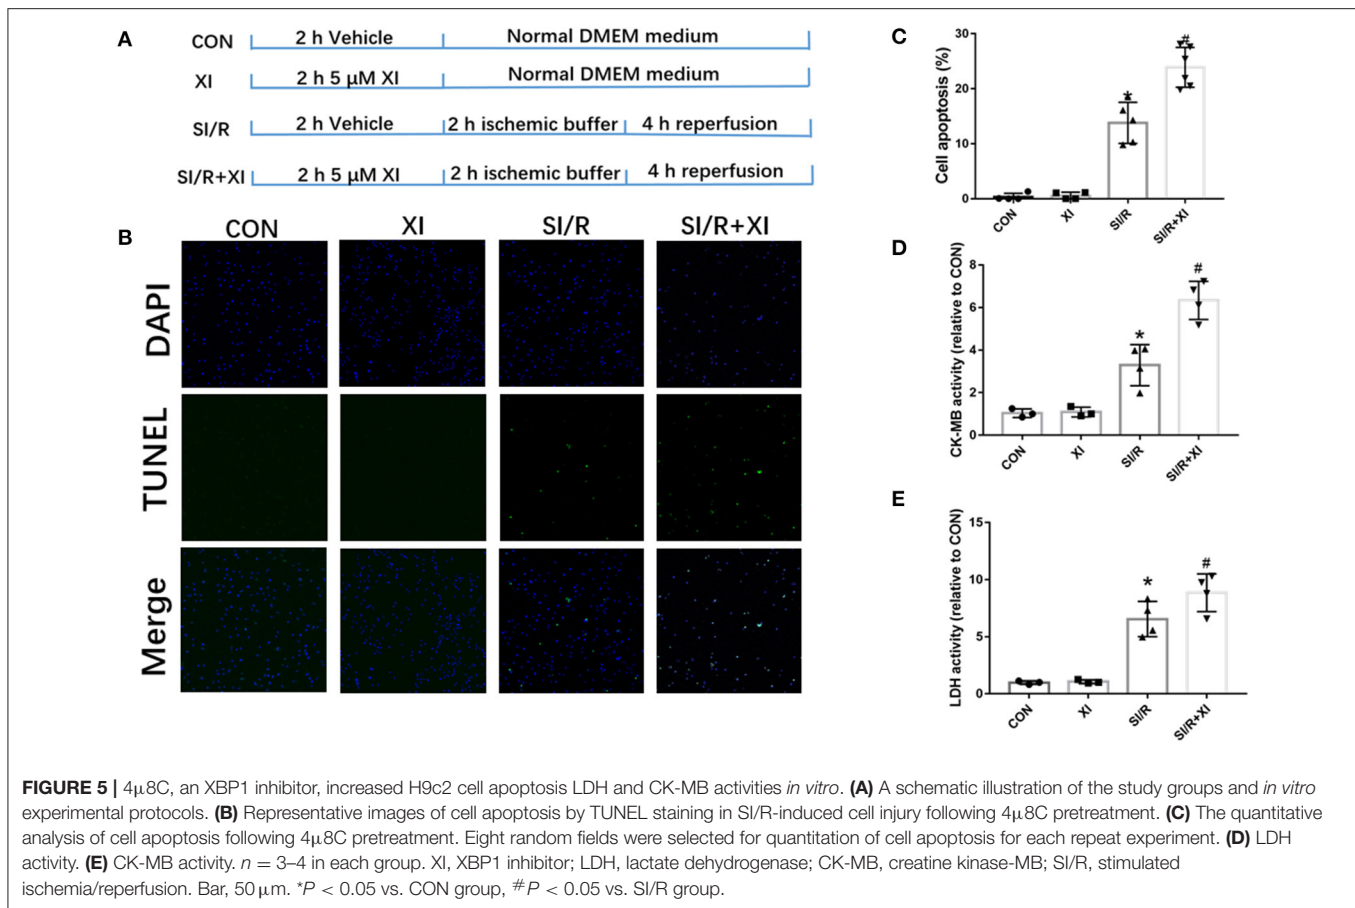 A
CON 2 h Vehicle Normal DMEM medium
XI 2 h 5 μM XI Normal DMEM medium
SI/R 2 h Vehicle 2 h ischemic buffer 4 h reperfusion
SI/R+XI 2 h 5 μM XI 2 h ischemic buffer 4 h reperfusion
B
CON XI SI/R SI/R+XI
DAPI
TUNEL
Merge
C
Cell apoptosis (%)
30
20
10
0
* #
CON XI SI/R SI/R+XI
D
CK-MB activity (relative to CON)
8
6
4
2
0
* #
CON XI SI/R SI/R+XI
E
LDH activity (relative to CON)
15
10
5
0
* #
CON XI SI/R SI/R+XI
FIGURE 5 | 4μ8C, an XBP1 inhibitor, increased H9c2 cell apoptosis LDH and CK-MB activities in vitro. (A) A schematic illustration of the study groups and in vitro
experimental protocols. (B) Representative images of cell apoptosis by TUNEL staining in SI/R-induced cell injury following 4μ8C pretreatment. (C) The quantitative
analysis of cell apoptosis following 4μ8C pretreatment. Eight random fields were selected for quantitation of cell apoptosis for each repeat experiment. (D) LDH
activity. (E) CK-MB activity. n = 3–4 in each group. XI, XBP1 inhibitor; LDH, lactate dehydrogenase; CK-MB, creatine kinase-MB; SI/R, stimulated
ischemia/reperfusion. Bar, 50 μm. *P < 0.05 vs. CON group, #P < 0.05 vs. SI/R group.